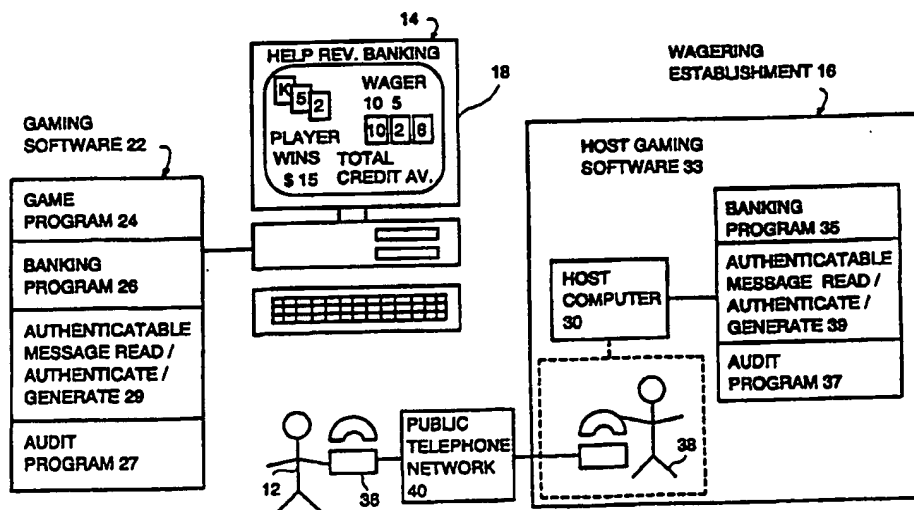 14
HELP REV. BANKING
18
K
5
2
WAGER
10 5
10 2 8
PLAYER
WINS
$ 15
TOTAL
CREDIT AV.
GAMING
SOFTWARE 22
GAME
PROGRAM 24
BANKING
PROGRAM 26
AUTHENTICATABLE
MESSAGE READ /
AUTHENTICATE /
GENERATE 29
AUDIT
PROGRAM 27
12
38
PUBLIC
TELEPHONE
NETWORK
40
WAGERING
ESTABLISHMENT 16
HOST GAMING
SOFTWARE 33
HOST
COMPUTER
30
BANKING
PROGRAM 35
AUTHENTICATABLE
MESSAGE READ /
AUTHENTICATE /
GENERATE 39
AUDIT
PROGRAM 37
38